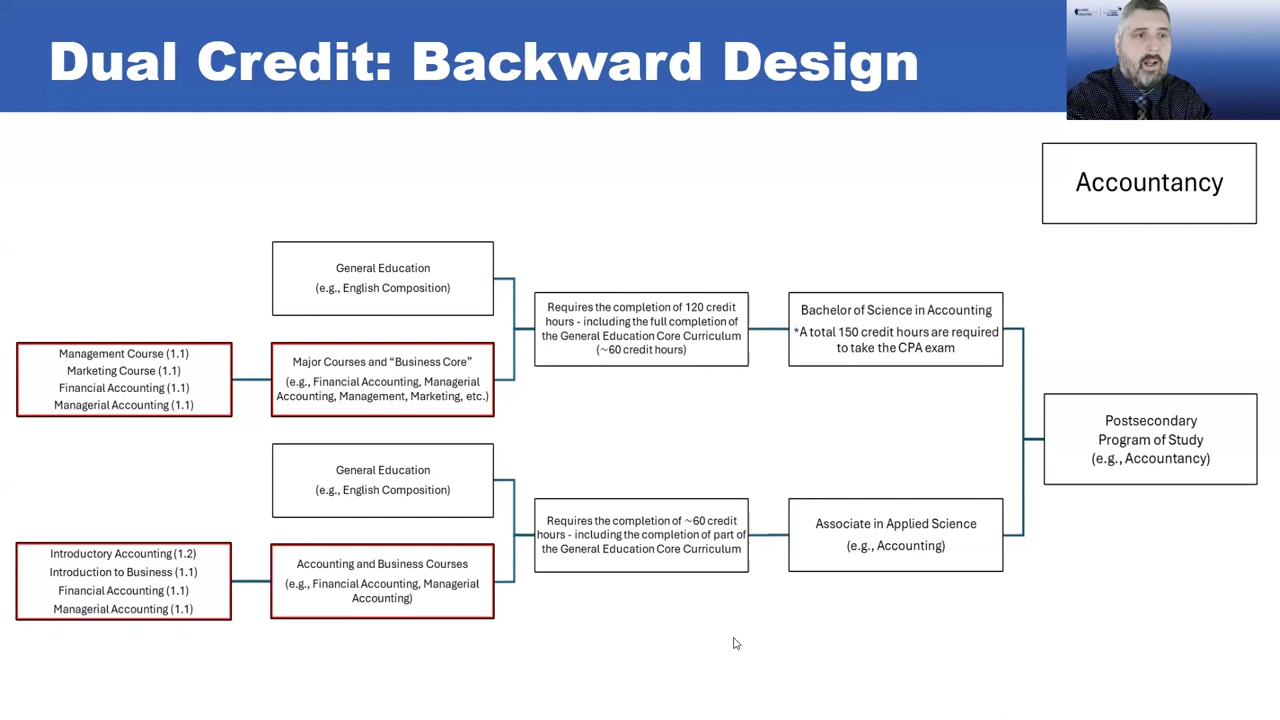 Dual Credit: Backward Design
Accountancy
General Education
(e.g., English Composition)
Management Course (1.1)
Marketing Course (1.1)
Financial Accounting (1.1)
Managerial Accounting (1.1)
Major Courses and “Business Core”
(e.g., Financial Accounting, Managerial
Accounting, Management, Marketing, etc.)
Requires the completion of 120 credit
hours - including the full completion of
the General Education Core Curriculum
(~60 credit hours)
Bachelor of Science in Accounting
*A total 150 credit hours are required
to take the CPA exam
Postsecondary
Program of Study
(e.g., Accountancy)
General Education
(e.g., English Composition)
Introductory Accounting (1.2)
Introduction to Business (1.1)
Financial Accounting (1.1)
Managerial Accounting (1.1)
Accounting and Business Courses
(e.g., Financial Accounting, Managerial
Accounting)
Requires the completion of ~60 credit
hours - including the completion of part of
the General Education Core Curriculum
Associate in Applied Science
(e.g., Accounting)